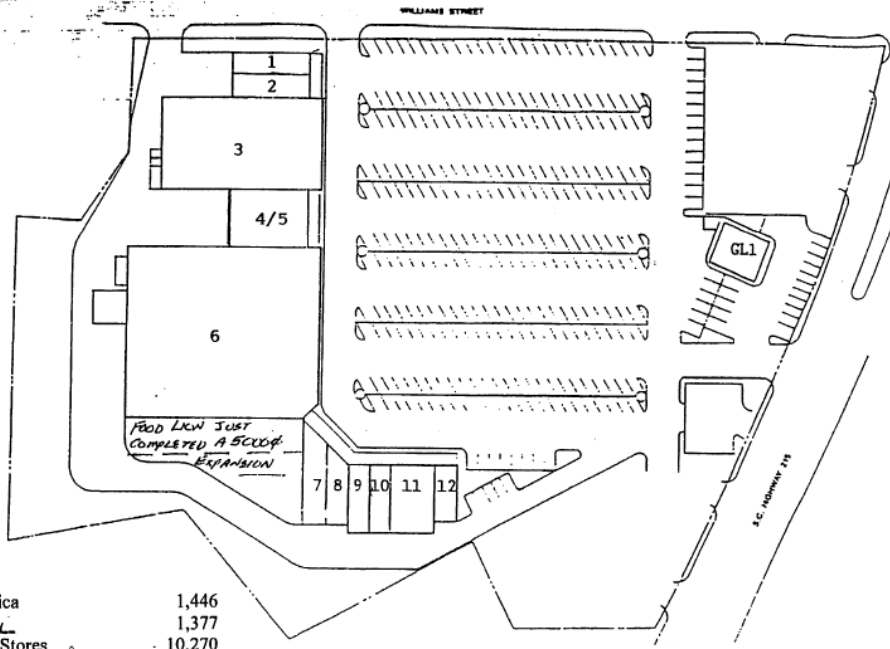 WILLIAMS STREET
1
2
3
4/5
GL1
6
FOOD LION JUST
COMPLETED A 5000
EXPANSION
7 8 9 10 11 12
S.C. HIGHWAY 215
ica 1,446
1,377
Stores 10,270